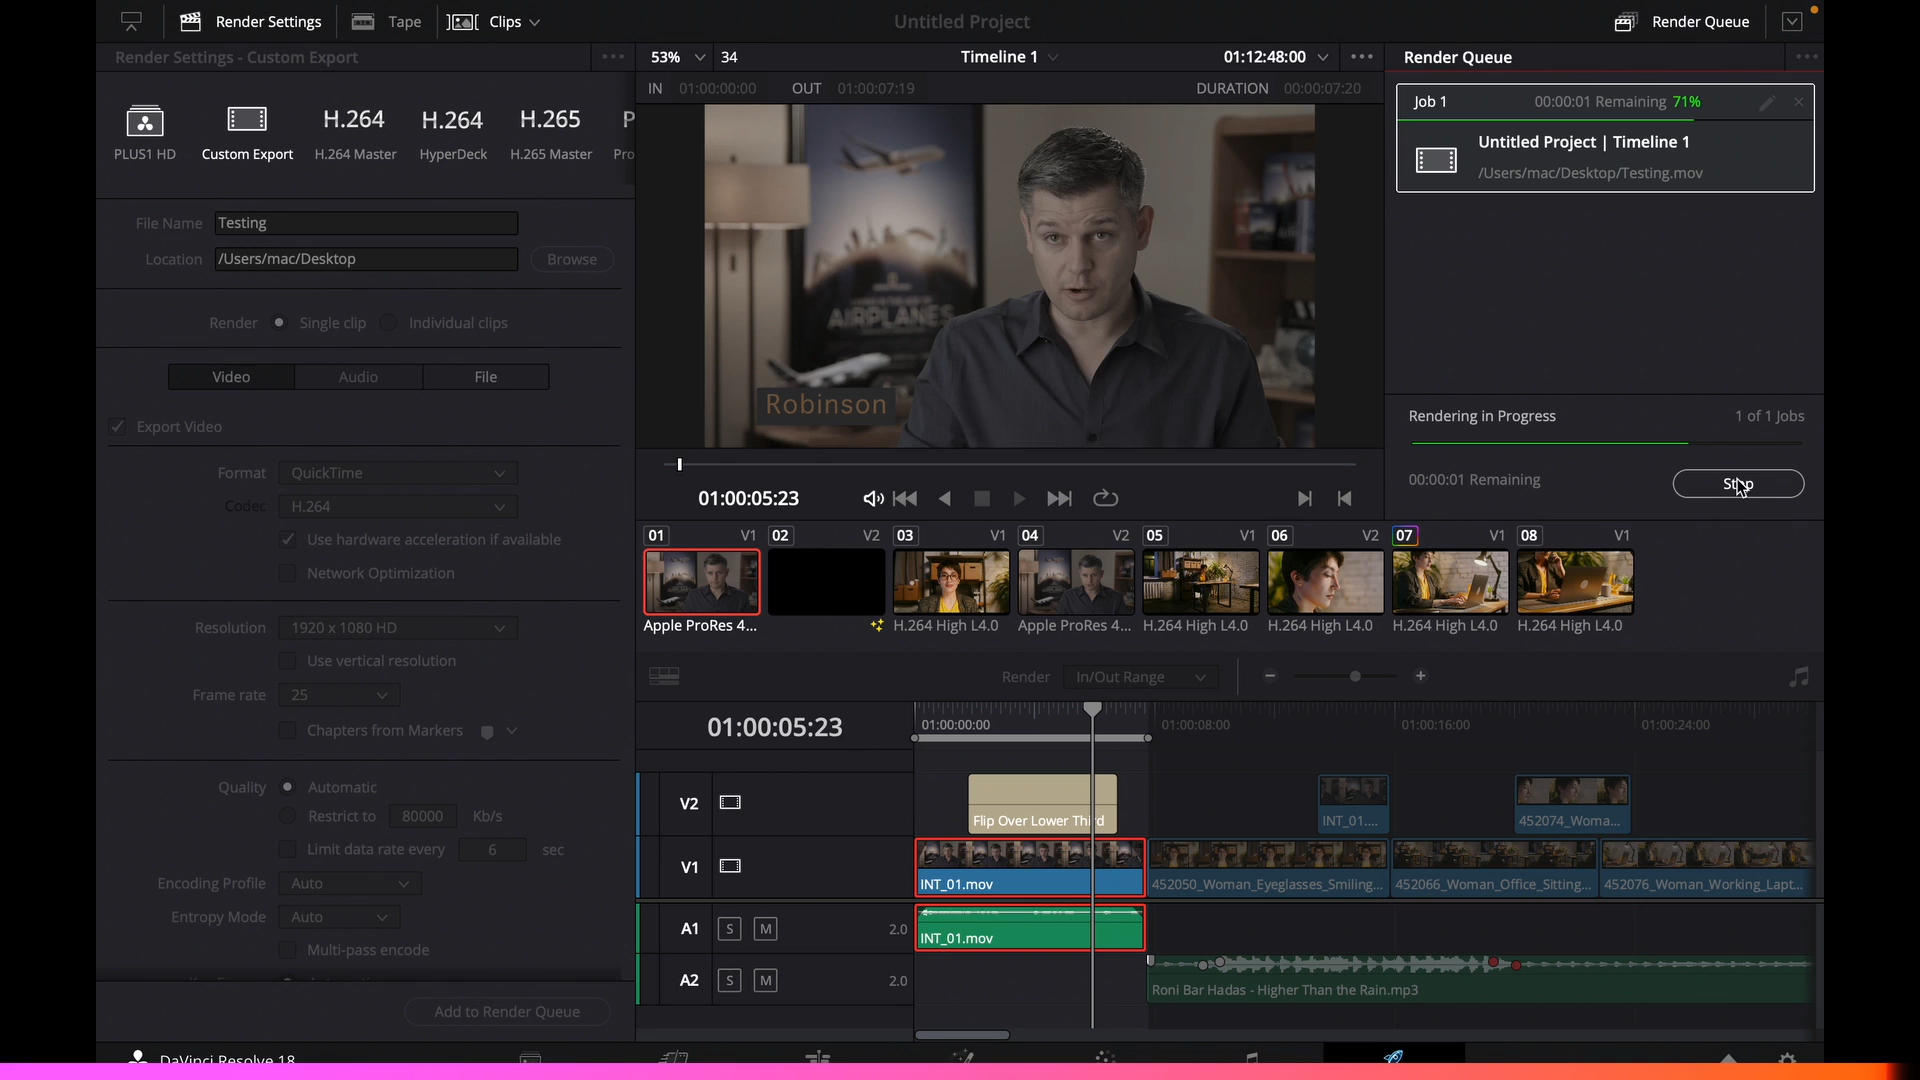 Render Settings
Tape
Clips
Untitled Project
Render Queue
Render Settings - Custom Export
53%
34
Timeline 1
01:12:48:00
Render Queue
IN 01:00:00:00
OUT 01:00:07:19
DURATION 00:00:07:20
Job 1
00:00:01 Remaining 71%
Untitled Project | Timeline 1
/Users/mac/Desktop/Testing.mov
H.264
H.264
H.265
P
PLUS1 HD
Custom Export
H.264 Master
HyperDeck
H.265 Master
Pro
File Name Testing
Location /Users/mac/Desktop
Browse
Render Single clip Individual clips
Video
Audio
File
Export Video
Format QuickTime
Codec H.264
Use hardware acceleration if available
Network Optimization
Resolution 1920 x 1080 HD
Use vertical resolution
Frame rate 25
Chapters from Markers
Quality Automatic
Restrict to 80000 Kb/s
Limit data rate every 6 sec
Encoding Profile Auto
Entropy Mode Auto
Multi-pass encode
Add to Render Queue
AIRPLANES
Robinson
Rendering in Progress
1 of 1 Jobs
00:00:01 Remaining
Stop
01:00:05:23
01 V1
02 V2
03 V1
04 V2
05 V1
06 V2
07 V1
08 V1
Apple ProRes 4...
H.264 High L4.0
Apple ProRes 4...
H.264 High L4.0
H.264 High L4.0
H.264 High L4.0
H.264 High L4.0
Render In/Out Range
01:00:05:23
01:00:00:00
01:00:08:00
01:00:16:00
01:00:24:00
V2
Flip Over Lower Third
INT_01....
452074_Woma...
V1
INT_01.mov
452050_Woman_Eyeglasses_Smiling...
452066_Woman_Office_Sitting...
452076_Woman_Working_Lapt...
A1 S M 2.0
INT_01.mov
A2 S M 2.0
Roni Bar Hadas - Higher Than the Rain.mp3
DaVinci Resolve 18